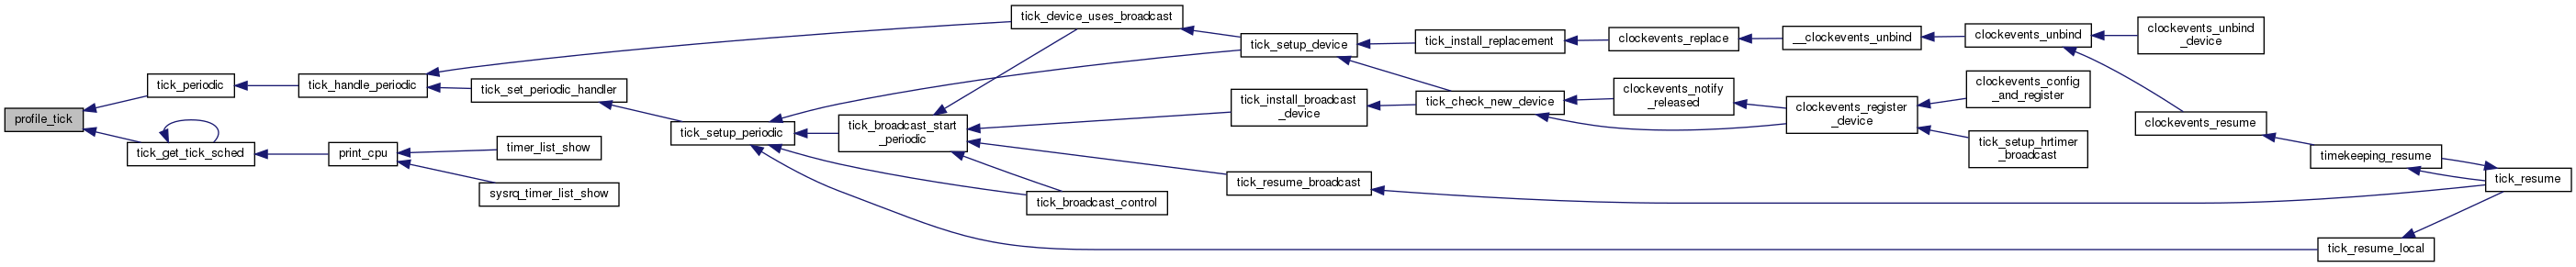 profile_tick
tick_periodic
tick_get_tick_sched
tick_handle_periodic
print_cpu
tick_set_periodic_handler
timer_list_show
sysrq_timer_list_show
tick_setup_periodic
tick_broadcast_start
_periodic
tick_device_uses_broadcast
tick_broadcast_control
tick_setup_device
tick_install_broadcast
_device
tick_resume_broadcast
tick_install_replacement
tick_check_new_device
clockevents_replace
clockevents_notify
_released
__clockevents_unbind
clockevents_register
_device
clockevents_unbind
clockevents_config
_and_register
tick_setup_hrtimer
_broadcast
clockevents_unbind
_device
clockevents_resume
timekeeping_resume
tick_resume_local
tick_resume